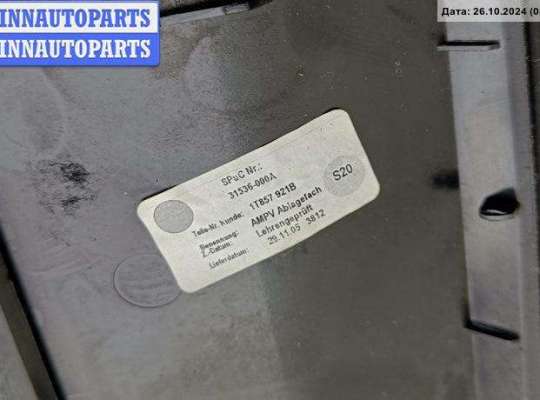 INNAUTOPARTS
INNAUTOPARTS
Дата: 26.10.2024 (0
SPuC Nr.:
31536-000A
Teile-Nr. kunde: 1T857 921B
Benennung: AMPV Ablagefach
Z.-Datum: Lehrengeprüft
Lieferdatum: 29.11.05 3812
S20